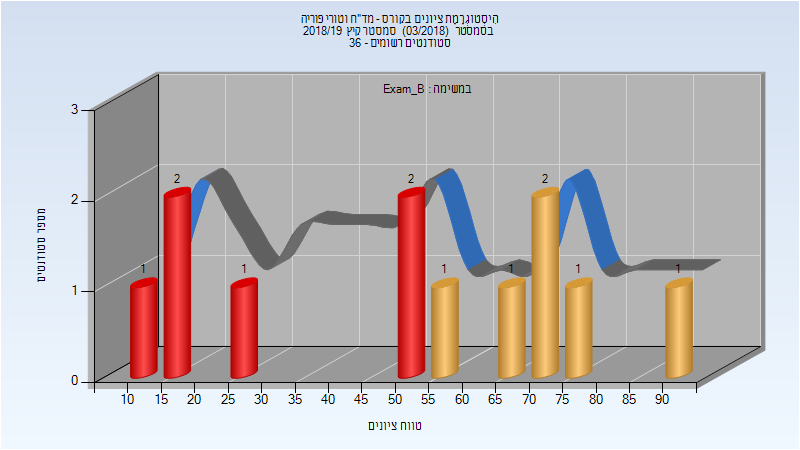 היסטוגרמת ציונים בקורס - מד"ח וטורי פוריה
בסמסטר (03/2018) סמסטר קיץ 2018/19
סטודנטים רשומים - 36
במשימה : Exam_B
3
2
1
0
מספר סטודנטים
1
2
1
2
1
1
2
1
1
10 15 20 25 30 35 40 45 50 55 60 65 70 75 80 85 90
טווח ציונים